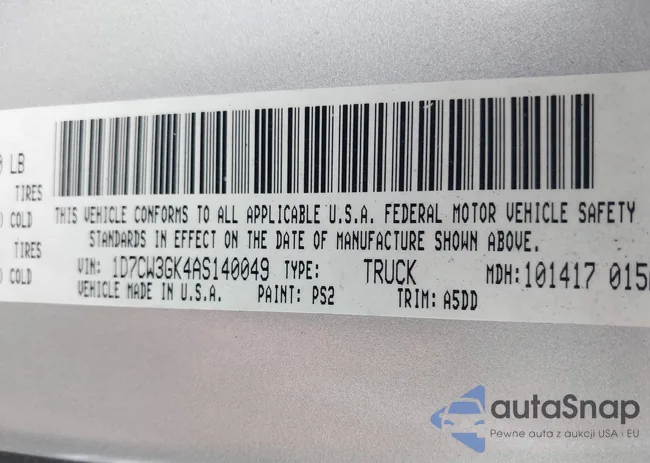 0 LB
TIRES
COLD
TIRES
COLD
THIS VEHICLE CONFORMS TO ALL APPLICABLE U.S.A. FEDERAL MOTOR VEHICLE SAFETY
STANDARDS IN EFFECT ON THE DATE OF MANUFACTURE SHOWN ABOVE.
VIN: 1D7CW3GK4AS140049 TYPE: TRUCK MDH: 101417 015
VEHICLE MADE IN U.S.A. PAINT: PS2 TRIM: A5DD
autaSnap
Pewne auta z aukcji USA i EU